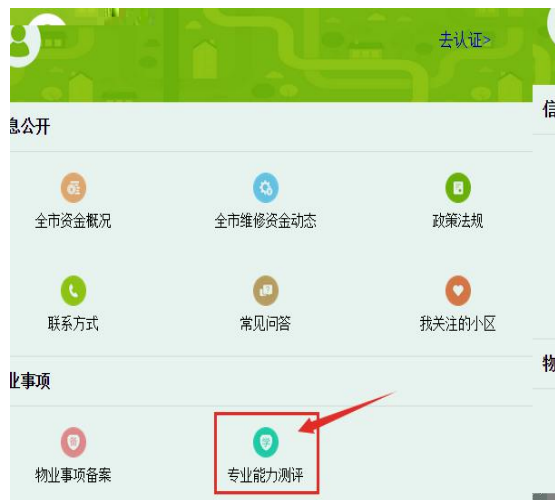 去认证>
息公开
信
全市资金概况
全市维修资金动态
政策法规
联系方式
常见问答
我关注的小区
业事项
物
物业事项备案
专业能力测评